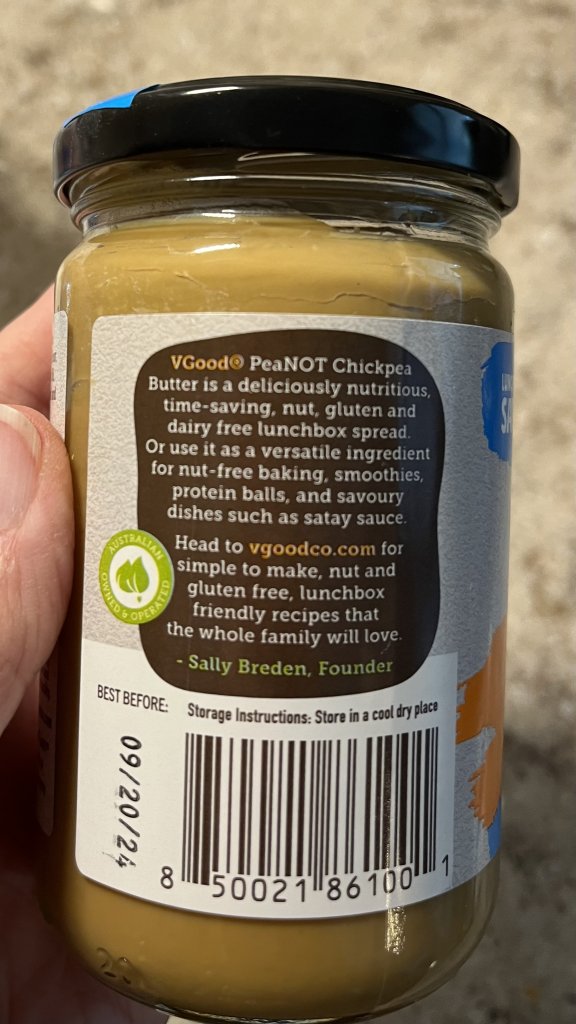 VGood® PeaNOT Chickpea
Butter is a deliciously nutritious,
time-saving, nut, gluten and
dairy free lunchbox spread.
Or use it as a versatile ingredient
for nut-free baking, smoothies,
protein balls, and savoury
dishes such as satay sauce.
Head to vgoodco.com for
simple to make, nut and
gluten free, lunchbox
friendly recipes that
the whole family will love.
- Sally Breden, Founder
AUSTRALIAN
OWNED & OPERATED
BEST BEFORE:
09/20/24
Storage Instructions: Store in a cool dry place
8 50021 86100 1